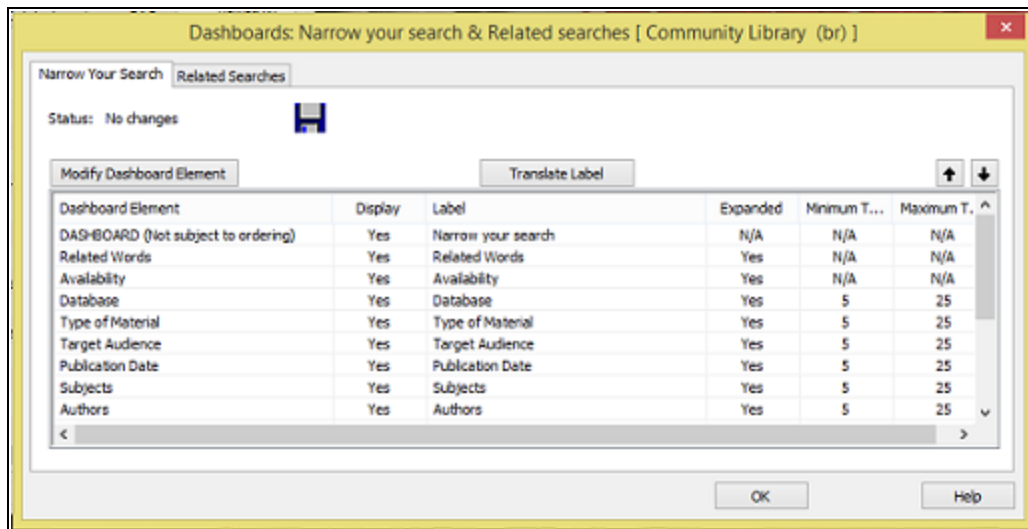 Dashboards: Narrow your search & Related searches [ Community Library (br) ]
Narrow Your Search Related Searches
Status: No changes
Modify Dashboard Element Translate Label
Dashboard Element Display Label Expanded Minimum T... Maximum T.
DASHBOARD (Not subject to ordering) Yes Narrow your search N/A N/A N/A
Related Words Yes Related Words Yes N/A N/A
Availability Yes Availability Yes N/A N/A
Database Yes Database Yes 5 25
Type of Material Yes Type of Material Yes 5 25
Target Audience Yes Target Audience Yes 5 25
Publication Date Yes Publication Date Yes 5 25
Subjects Yes Subjects Yes 5 25
Authors Yes Authors Yes 5 25
OK Help